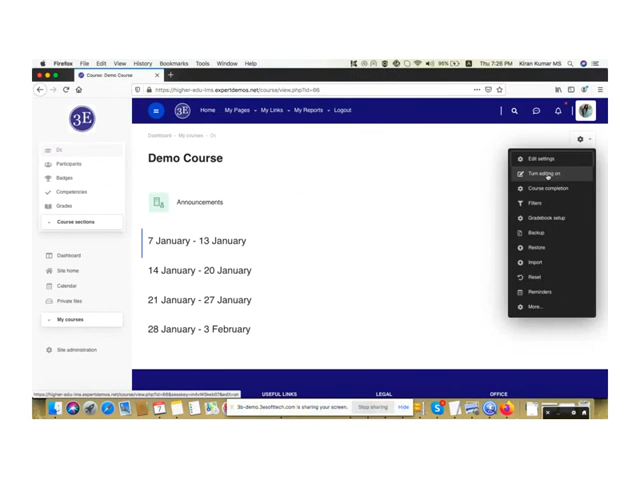 Firefox File Edit View History Bookmarks Tools Window Help
95% Thu 7:26 PM Kiran Kumar MS
Course: Demo Course
https://higher-edu-lms.expertdemos.net/course/view.php?id=86
3E
3E Home My Pages My Links My Reports Logout
Dashboard My courses Dc
Demo Course
Dc
Participants
Badges
Competencies
Grades
Course sections
Dashboard
Site home
Calendar
Private files
My courses
Site administration
Announcements
7 January - 13 January
14 January - 20 January
21 January - 27 January
28 January - 3 February
Edit settings
Turn editing on
Course completion
Filters
Gradebook setup
Backup
Restore
Import
Reset
Reminders
More...
USEFUL LINKS LEGAL OFFICE
3b-demo.3esofttech.com is sharing your screen. Stop sharing Hide